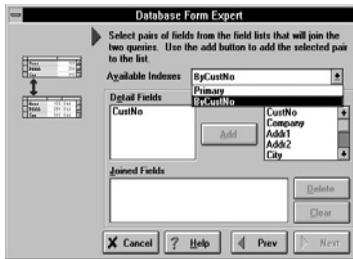 Database Form Expert
Select pairs of fields from the field lists that will join the
two queries. Use the add button to add the selected pair
to the list.
Available Indexes
ByCustNo
Primary
ByCustNo
Detail Fields
CustNo
Add
CustNo
Company
Addr1
Addr2
City
Joined Fields
Delete
Clear
Cancel
? Help
Prev
Next